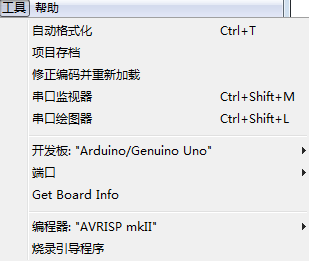 工具 帮助
自动格式化 Ctrl+T
项目存档
修正编码并重新加载
串口监视器 Ctrl+Shift+M
串口绘图器 Ctrl+Shift+L
开发板: "Arduino/Genuino Uno"
端口
Get Board Info
编程器: "AVRISP mkII"
烧录引导程序